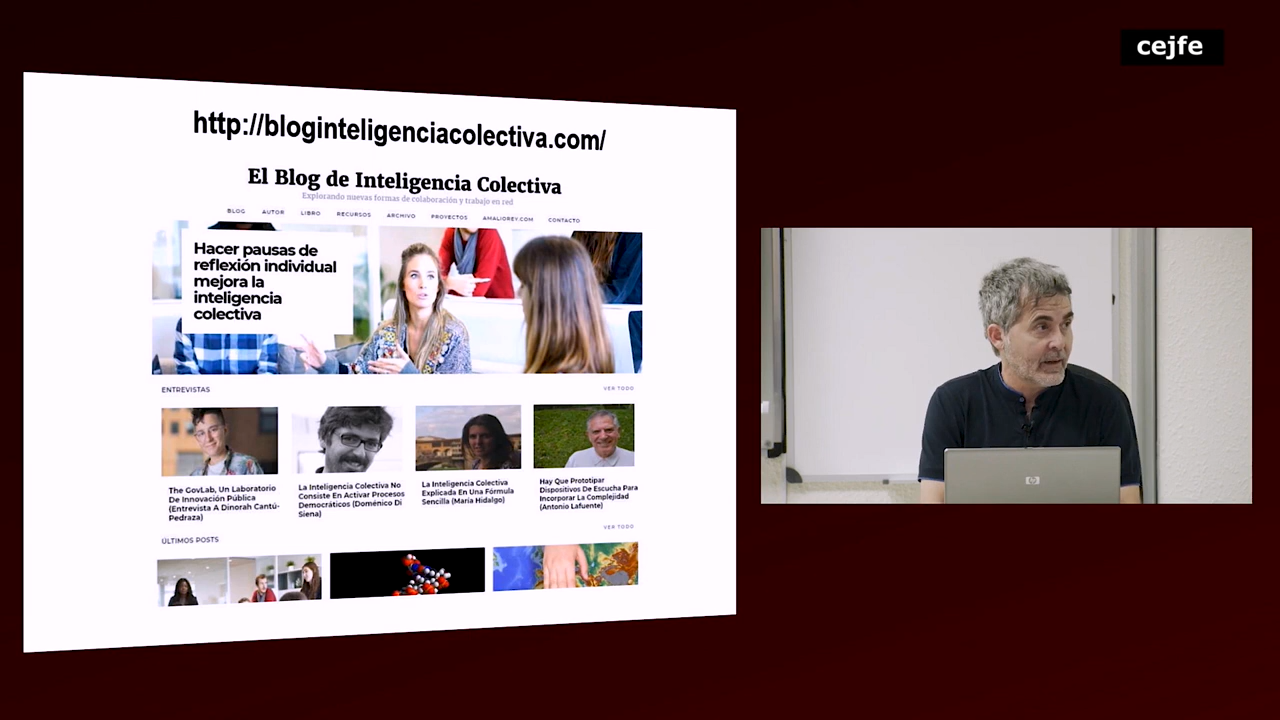 cejfe
http://bloginteligenciacolectiva.com/
El Blog de Inteligencia Colectiva
Explorando nuevas formas de colaboración y trabajo en red
BLOG AUTOR LIBRO RECURSOS ARCHIVO PROYECTOS AMALIOREY.COM CONTACTO
Hacer pausas de
reflexión individual
mejora la
inteligencia
colectiva
ENTREVISTAS VER TODO
The GovLab, Un Laboratorio
De Innovación Pública
(Entrevista A Dinorah Cantú-
Pedraza)
La Inteligencia Colectiva No
Consiste En Activar Procesos
Democráticos (Doménico Di
Siena)
La Inteligencia Colectiva
Explicada En Una Fórmula
Sencilla (María Hidalgo)
Hay Que Prototipar
Dispositivos De Escucha Para
Incorporar La Complejidad
(Antonio Lafuente)
VER TODO
ÚLTIMOS POSTS
hp